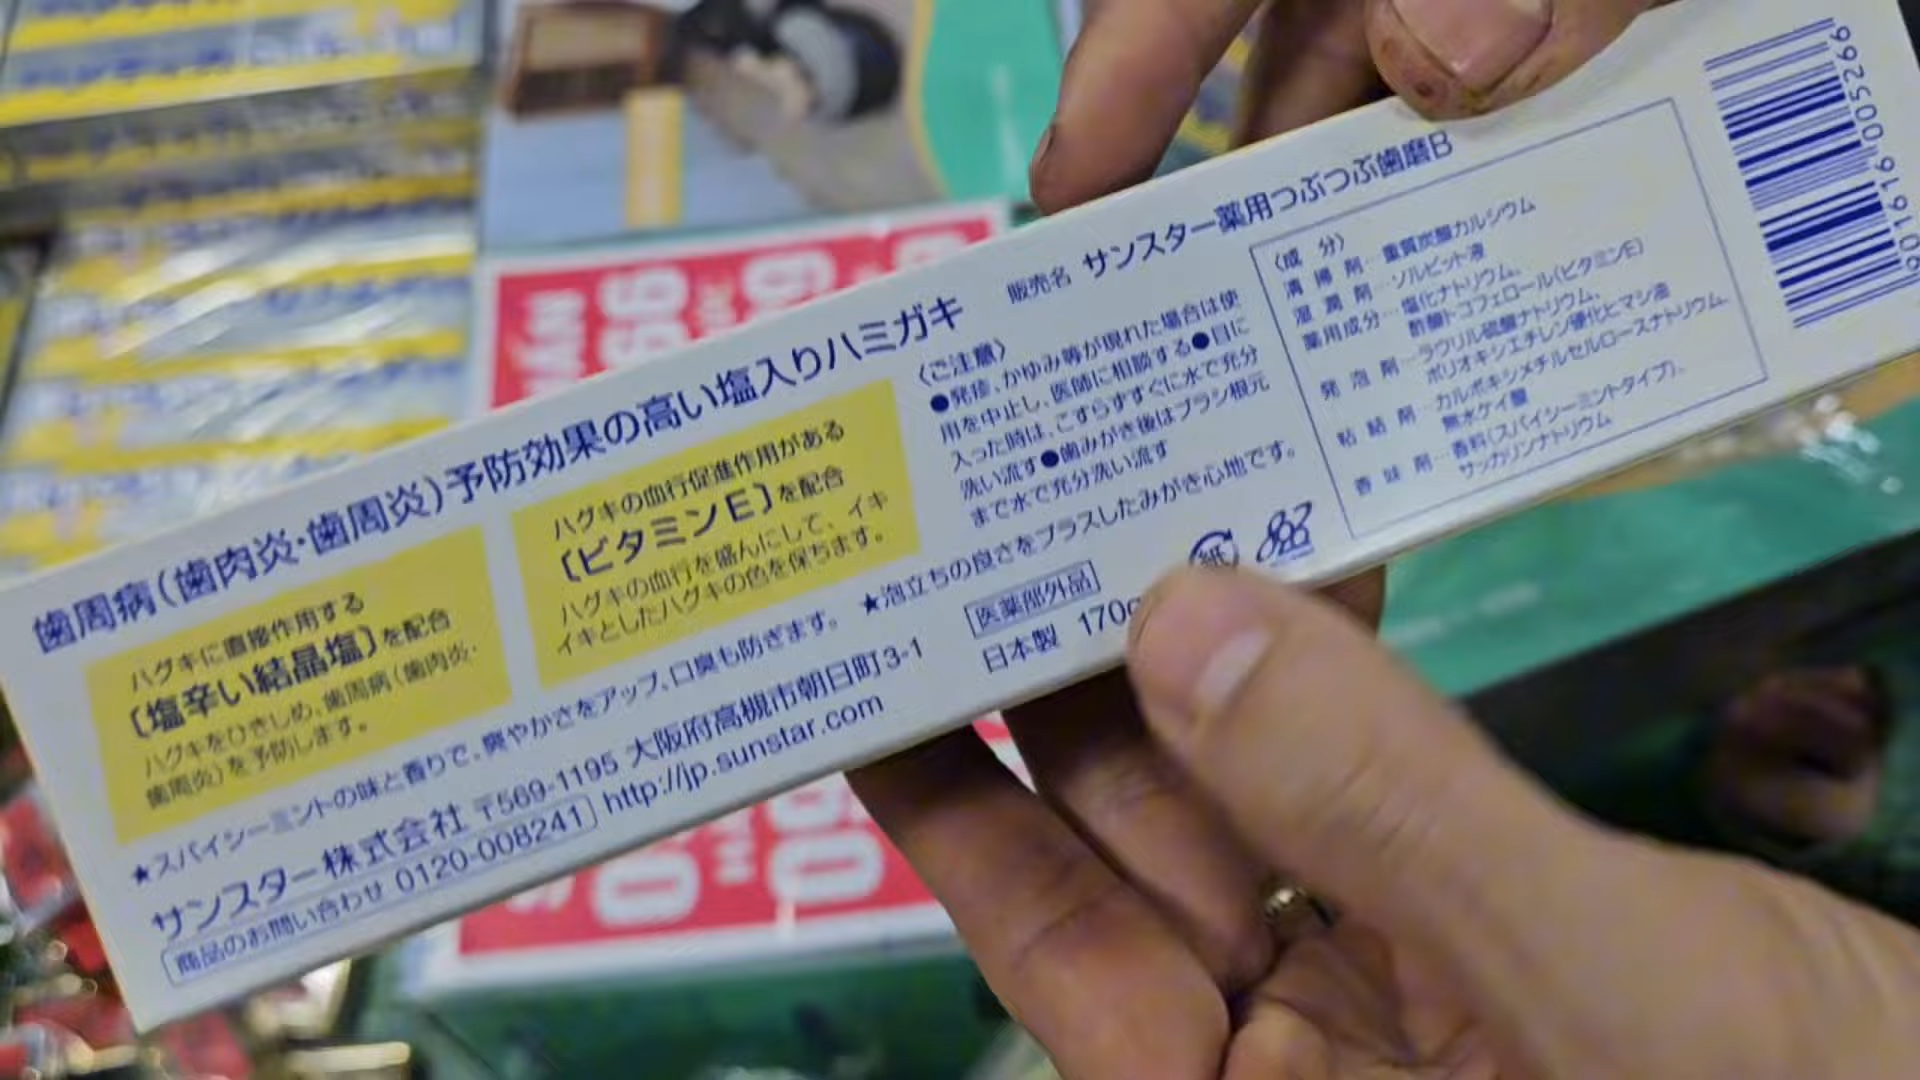 歯周病(歯肉炎・歯周炎)予防効果の高い塩入りハミガキ
ハグキに直接作用する
〔塩辛い結晶塩〕を配合
ハグキをひきしめ、歯周病(歯肉炎・
歯周炎)を予防します。
ハグキの血行促進作用がある
〔ビタミンE〕を配合
ハグキの血行を盛んにして、イキ
イキとしたハグキの色を保ちます。
★スパイシーミントの味と香りで、爽やかさをアップ、口臭も防ぎます。 ★泡立ちの良さをプラスしたみがき心地です。
サンスター株式会社 〒569-1195 大阪府高槻市朝日町3-1
商品のお問い合わせ 0120-008241 http://jp.sunstar.com
販売名 サンスター薬用つぶつぶ歯磨B
〈ご注意〉
●発疹、かゆみ等が現れた場合は使
用を中止し、医師に相談する●目に
入った時は、こすらずすぐに水で充分
洗い流す●歯みがき後はブラシ根元
まで水で充分洗い流す
医薬部外品
日本製 170g
紙
〈成 分〉
清 掃 剤…重質炭酸カルシウム
湿 潤 剤…ソルビット液
薬用成分…塩化ナトリウム、
酢酸トコフェロール(ビタミンE)
発 泡 剤…ラウリル硫酸ナトリウム、
ポリオキシエチレン硬化ヒマシ油
粘 結 剤…カルボキシメチルセルロースナトリウム、
無水ケイ酸
香 味 剤…香料(スパイシーミントタイプ)、
サッカリンナトリウム